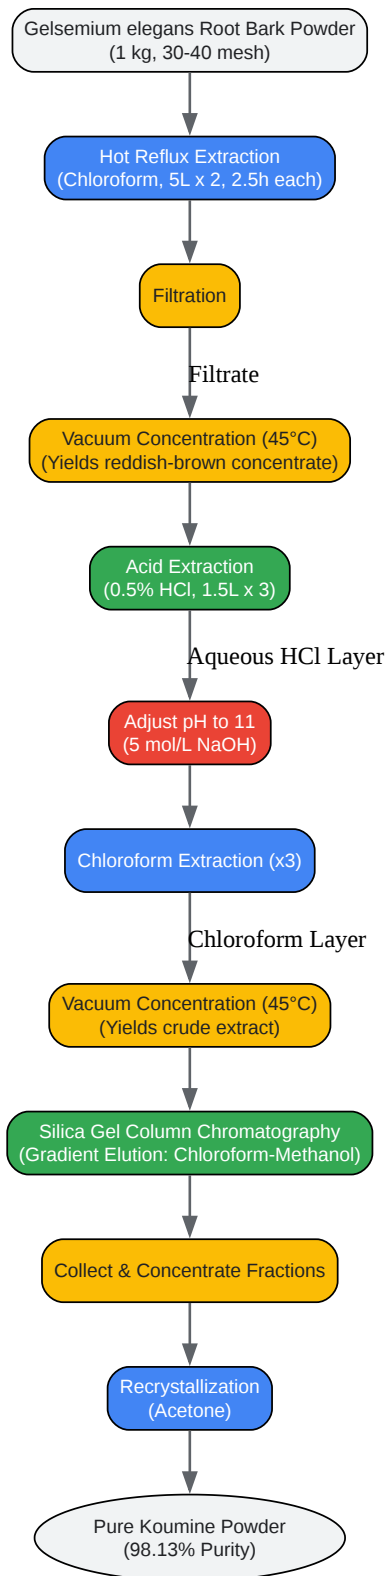 Gelsemium elegans Root Bark Powder
(1 kg, 30-40 mesh)
Hot Reflux Extraction
(Chloroform, 5L x 2, 2.5h each)
Filtration
Filtrate
Vacuum Concentration (45°C)
(Yields reddish-brown concentrate)
Acid Extraction
(0.5% HCl, 1.5L x 3)
Aqueous HCl Layer
Adjust pH to 11
(5 mol/L NaOH)
Chloroform Extraction (x3)
Chloroform Layer
Vacuum Concentration (45°C)
(Yields crude extract)
Silica Gel Column Chromatography
(Gradient Elution: Chloroform-Methanol)
Collect & Concentrate Fractions
Recrystallization
(Acetone)
Pure Koumine Powder
(98.13% Purity)